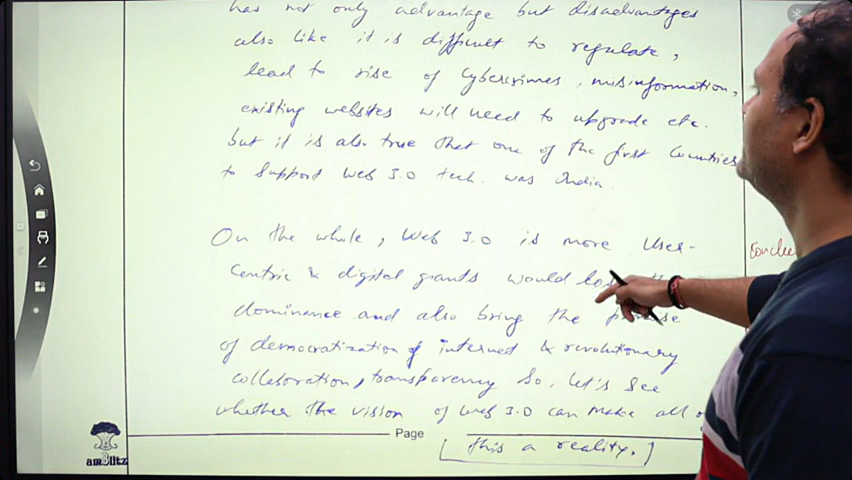 has not only advantage but disadvantages
also like it is difficult to regulate,
lead to rise of cybercrimes, misinformation,
existing websites will need to upgrade etc.
but it is also true that one of the first countries
to support web 3.0 tech. was India.
On the whole, Web 3.0 is more User-
centric & digital giants would
dominance and also bring the promise
of democratization of internet & revolutionary
collaboration, transparency So, let's see
whether the vision of web 3.0 can make all
this a reality.
Page